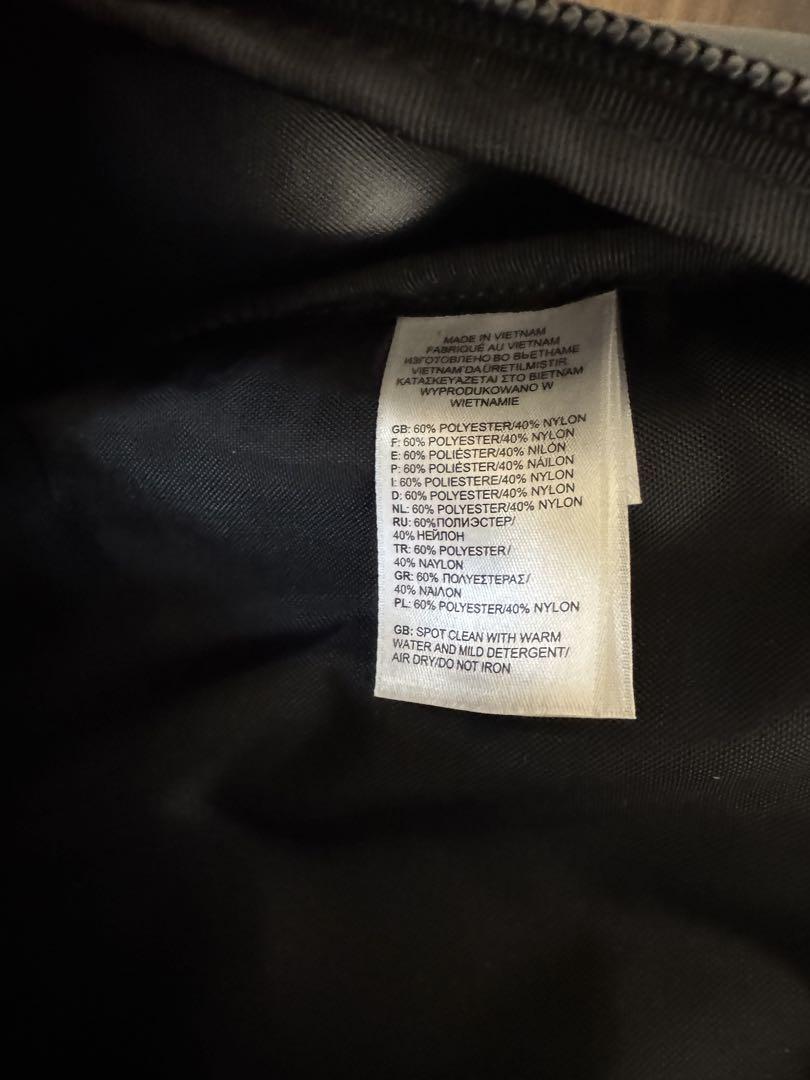 MADE IN VIETNAM
FABRIQUÉ AU VIETNAM
ИЗГОТОВЛЕНО ВО ВЬЕТНАМЕ
VIETNAM'DA ÜRETILMISTIR.
ΚΑΤΑΣΚΕΥΑΖΕΤΑΙ ΣΤΟ ΒΙΕΤΝΑΜ
WYPRODUKOWANO W
WIETNAMIE
GB: 60% POLYESTER/40% NYLON
F: 60% POLYESTER/40% NYLON
E: 60% POLIÉSTER/40% NILÓN
P: 60% POLIÉSTER/40% NÁILON
I: 60% POLIESTERE/40% NYLON
D: 60% POLYESTER/40% NYLON
NL: 60% POLYESTER/40% NYLON
RU: 60%ПОЛИЭСТЕР/
40% НЕЙЛОН
TR: 60% POLYESTER/
40% NAYLON
GR: 60% ΠΟΛΥΕΣΤΕΡΑΣ/
40% ΝΑΪΛΟΝ
PL: 60% POLYESTER/40% NYLON
GB: SPOT CLEAN WITH WARM
WATER AND MILD DETERGENT/
AIR DRY/DO NOT IRON